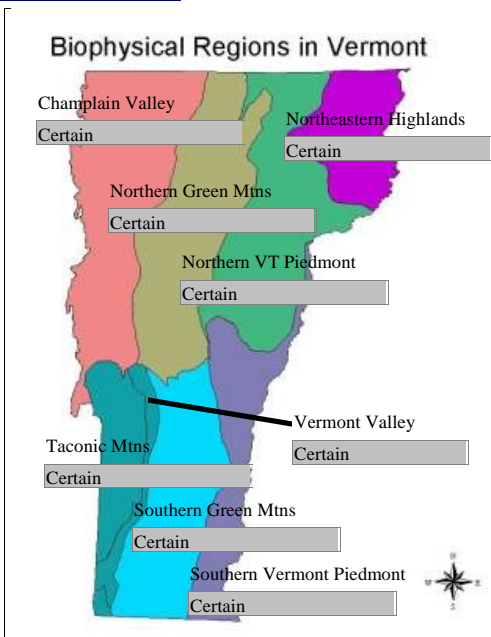 Biophysical Regions in Vermont
Champlain Valley
Certain
Northeastern Highlands
Certain
Northern Green Mtns
Certain
Northern VT Piedmont
Certain
Vermont Valley
Certain
Taconic Mtns
Certain
Southern Green Mtns
Certain
Southern Vermont Piedmont
Certain
N
W E
S